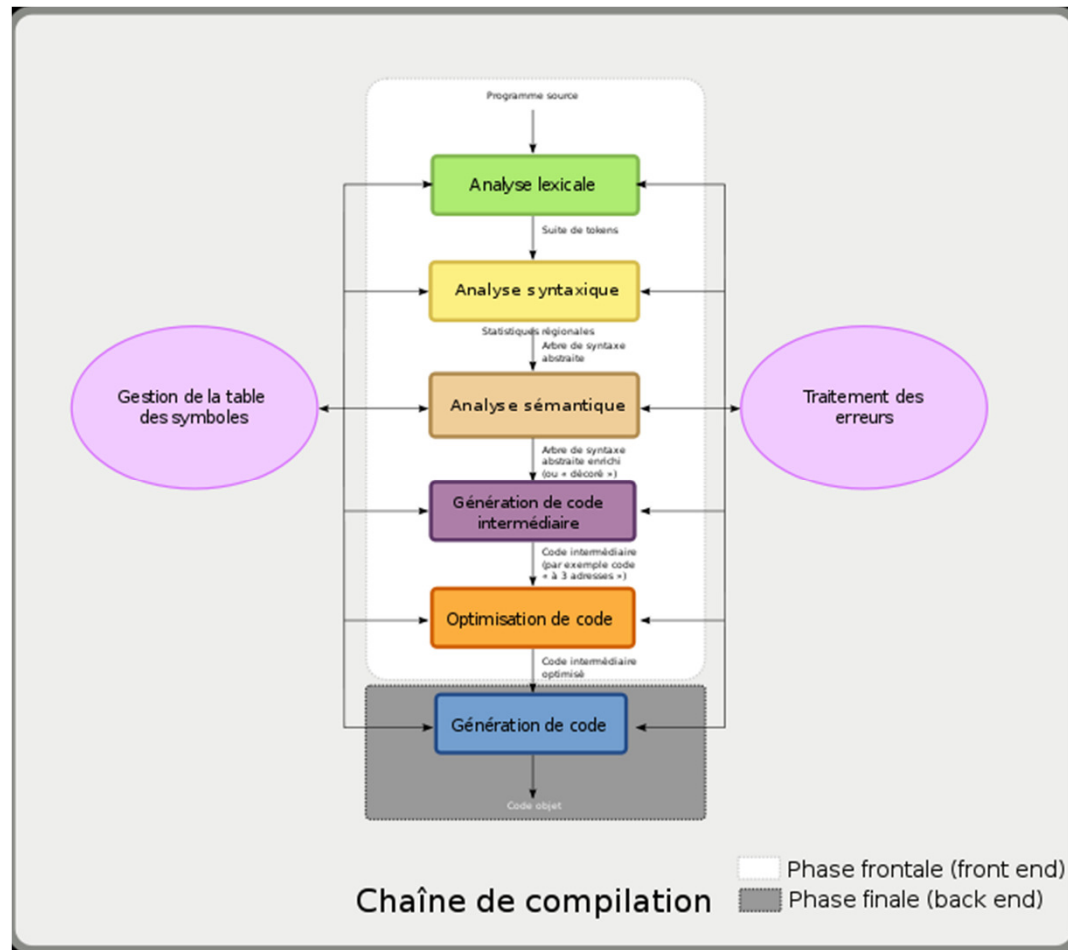 Programme source
Analyse lexicale
Suite de tokens
Analyse syntaxique
Statistiques régionales
Arbre de syntaxe
abstraite
Gestion de la table
des symboles
Analyse sémantique
Traitement des
erreurs
Arbre de syntaxe
abstraite enrichi
(ou « décoré »)
Génération de code
intermédiaire
Code intermédiaire
(par exemple code
« à 3 adresses »)
Optimisation de code
Code intermédiaire
optimisé
Génération de code
Code objet
Phase frontale (front end)
Chaîne de compilation
Phase finale (back end)